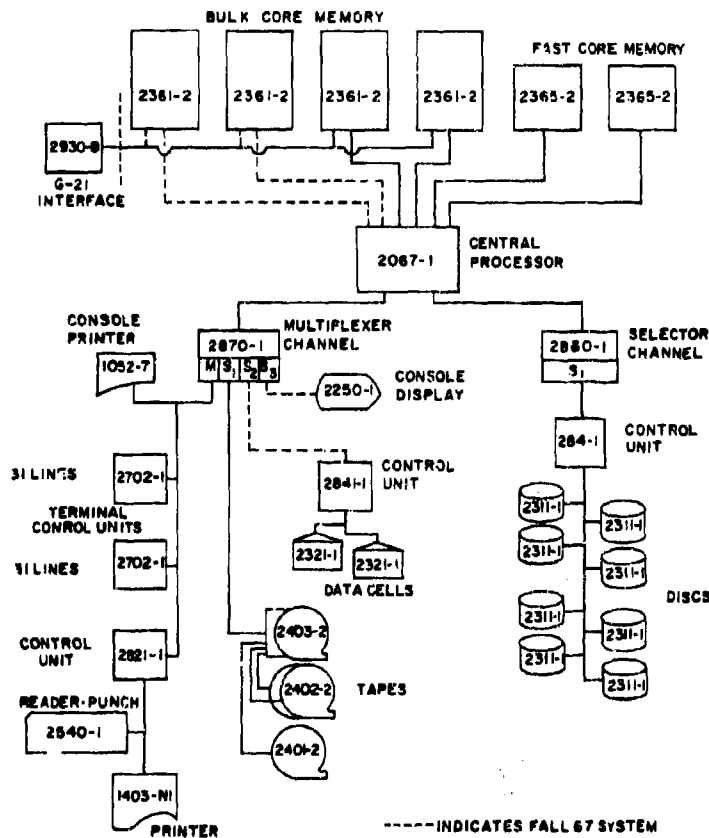 BULK CORE MEMORY
FAST CORE MEMORY
2361-2
2361-2
2361-2
2361-2
2365-2
2365-2
2930-B
G-21
INTERFACE
2067-1
CENTRAL
PROCESSOR
CONSOLE
PRINTER
1052-7
2870-1
M S1 S2 S3
MULTIFLEXER
CHANNEL
2860-1
S1
SELECTOR
CHANNEL
2250-1
CONSOLE
DISPLAY
284-1
CONTROL
UNIT
31 LINES
2702-1
TERMINAL
CONROL UNITS
31 LINES
2702-1
2841-1
CONTROL
UNIT
2321-1
2321-1
DATA CELLS
2311-1
2311-1
2311-1
2311-1
2311-1
2311-1
2311-1
2311-1
DISCS
CONTROL
UNIT
2821-1
2403-2
2402-2
2401-2
TAPES
READER-PUNCH
2540-1
1403-N1
PRINTER
----INDICATES FALL 67 SYSTEM